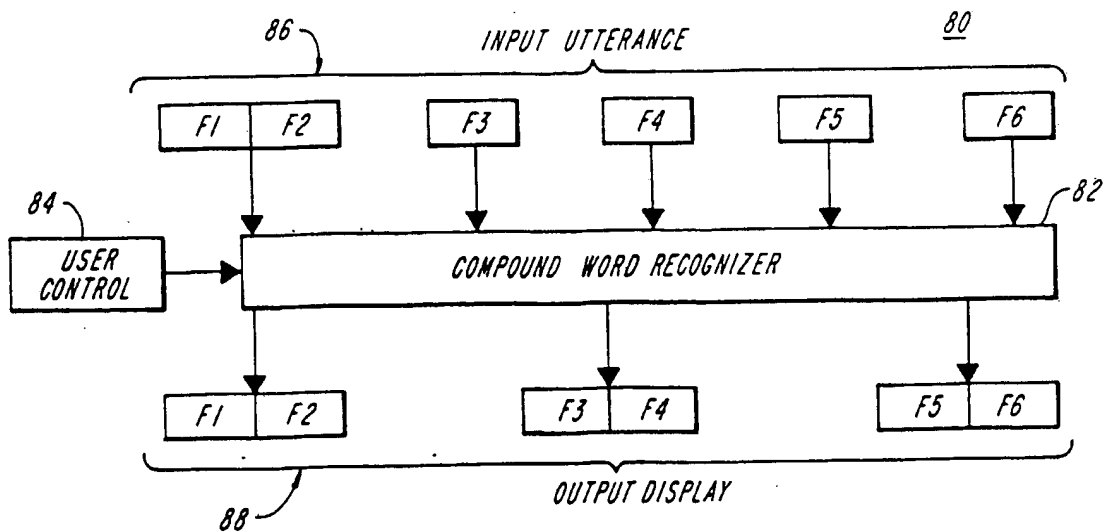 86
INPUT UTTERANCE
80
F1 F2 F3 F4 F5 F6
84
82
USER
CONTROL
COMPOUND WORD RECOGNIZER
F1 F2 F3 F4 F5 F6
88
OUTPUT DISPLAY